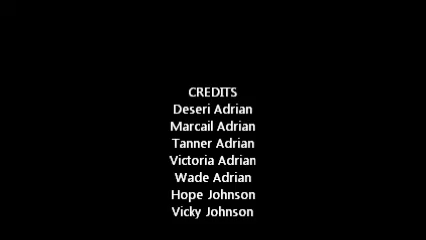 CREDITS
Deseri Adrian
Marcail Adrian
Tanner Adrian
Victoria Adrian
Wade Adrian
Hope Johnson
Vicky Johnson